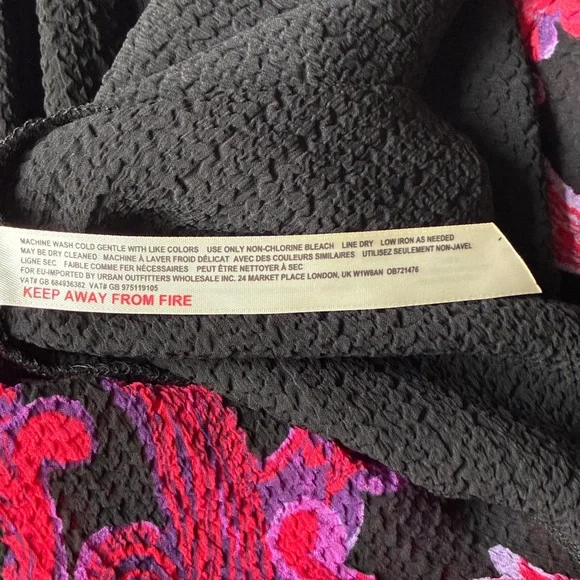 MACHINE WASH COLD GENTLE WITH LIKE COLORS USE ONLY NON-CHLORINE BLEACH LINE DRY LOW IRON AS NEEDED
MAY BE DRY CLEANED MACHINE À LAVER FROID DÉLICAT AVEC DES COULEURS SIMILAIRES UTILISEZ SEULEMENT NON-JAVEL
LIGNE SEC FAIBLE COMME FER NÉCESSAIRES PEUT ÊTRE NETTOYER À SEC
FOR EU-IMPORTED BY URBAN OUTFITTERS WHOLESALE INC. 24 MARKET PLACE LONDON, UK W1W8AN OB721476
VAT# GB 684936362 VAT# GB 975119105
KEEP AWAY FROM FIRE